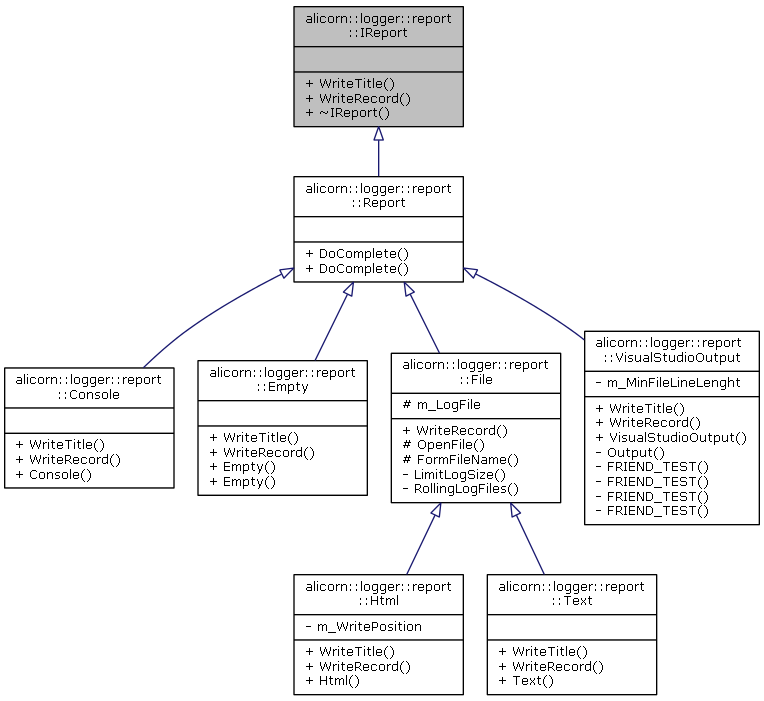 alicorn::logger::report
::IReport
+ WriteTitle()
+ WriteRecord()
+ ~IReport()
alicorn::logger::report
::Report
+ DoComplete()
+ DoComplete()
alicorn::logger::report
::Console
+ WriteTitle()
+ WriteRecord()
+ Console()
alicorn::logger::report
::Empty
+ WriteTitle()
+ WriteRecord()
+ Empty()
+ Empty()
alicorn::logger::report
::File
# m_LogFile
+ WriteRecord()
# OpenFile()
# FormFileName()
- LimitLogSize()
- RollingLogFiles()
alicorn::logger::report
::VisualStudioOutput
- m_MinFileLineLenght
+ WriteTitle()
+ WriteRecord()
+ VisualStudioOutput()
- Output()
- FRIEND_TEST()
- FRIEND_TEST()
- FRIEND_TEST()
- FRIEND_TEST()
alicorn::logger::report
::Html
- m_WritePosition
+ WriteTitle()
+ WriteRecord()
+ Html()
alicorn::logger::report
::Text
+ WriteTitle()
+ WriteRecord()
+ Text()